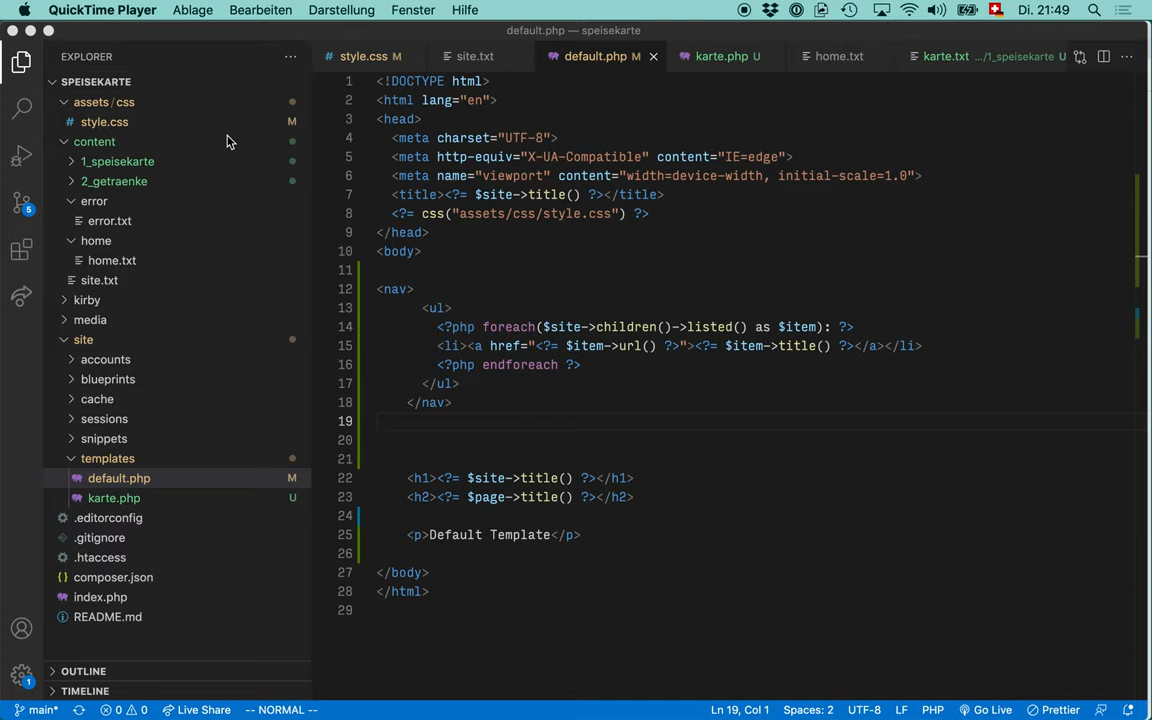 QuickTime Player Ablage Bearbeiten Darstellung Fenster Hilfe Di. 21:49
default.php — speisekarte
EXPLORER
style.css M site.txt default.php M karte.php U home.txt karte.txt .../1_speisekarte U
SPEISEKARTE
assets / css
style.css M
content
1_speisekarte
2_getraenke
error
error.txt
home
home.txt
site.txt
kirby
media
site
accounts
blueprints
cache
sessions
snippets
templates
default.php M
karte.php U
.editorconfig
.gitignore
.htaccess
composer.json
index.php
README.md
OUTLINE
TIMELINE
5
1
1 <!DOCTYPE html>
2 <html lang="en">
3 <head>
4 <meta charset="UTF-8">
5 <meta http-equiv="X-UA-Compatible" content="IE=edge">
6 <meta name="viewport" content="width=device-width, initial-scale=1.0">
7 <title><?= $site->title() ?></title>
8 <?= css("assets/css/style.css") ?>
9 </head>
10 <body>
11
12 <nav>
13 <ul>
14 <?php foreach($site->children()->listed() as $item): ?>
15 <li><a href="<?= $item->url() ?>"><?= $item->title() ?></a></li>
16 <?php endforeach ?>
17 </ul>
18 </nav>
19
20
21
22 <h1><?= $site->title() ?></h1>
23 <h2><?= $page->title() ?></h2>
24
25 <p>Default Template</p>
26
27 </body>
28 </html>
29
main* 0 0 Live Share -- NORMAL -- Ln 19, Col 1 Spaces: 2 UTF-8 LF PHP Go Live Prettier